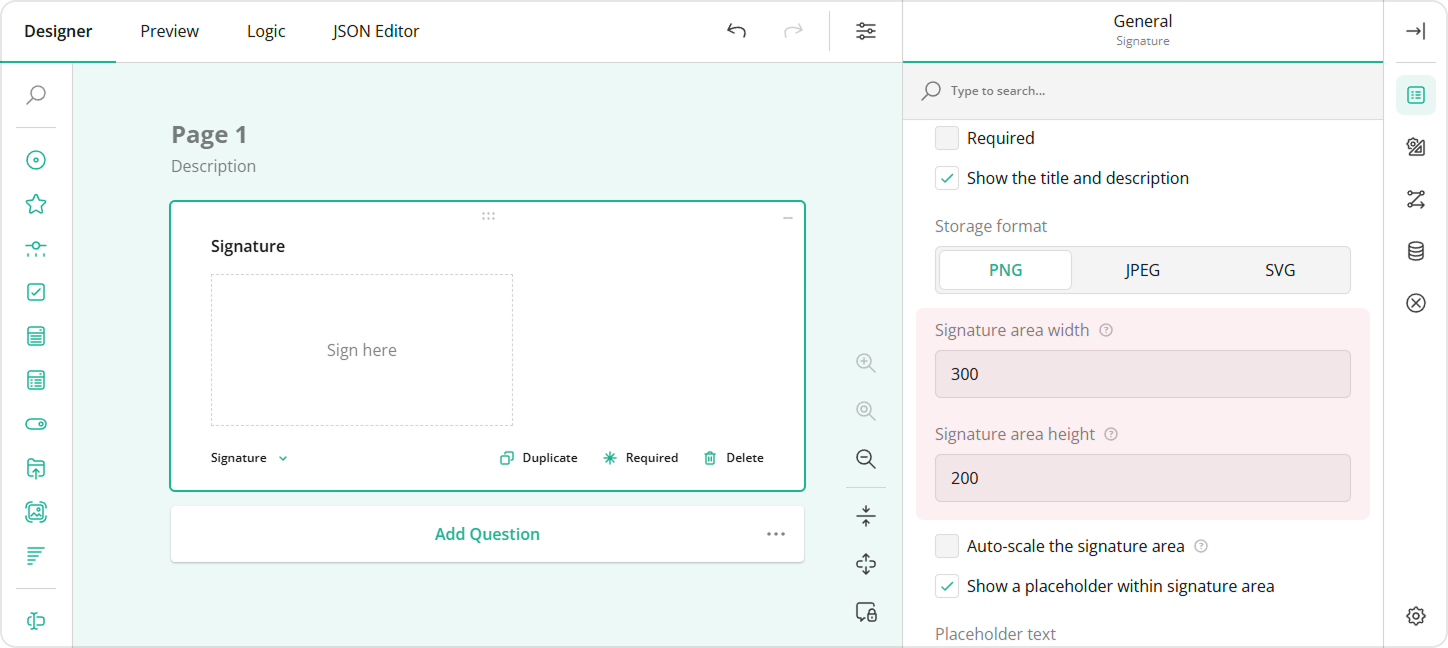 Designer
Preview
Logic
JSON Editor
General
Signature
Type to search...
Page 1
Description
Signature
Sign here
Signature
Duplicate
Required
Delete
Add Question
Required
Show the title and description
Storage format
PNG
JPEG
SVG
Signature area width
300
Signature area height
200
Auto-scale the signature area
Show a placeholder within signature area
Placeholder text